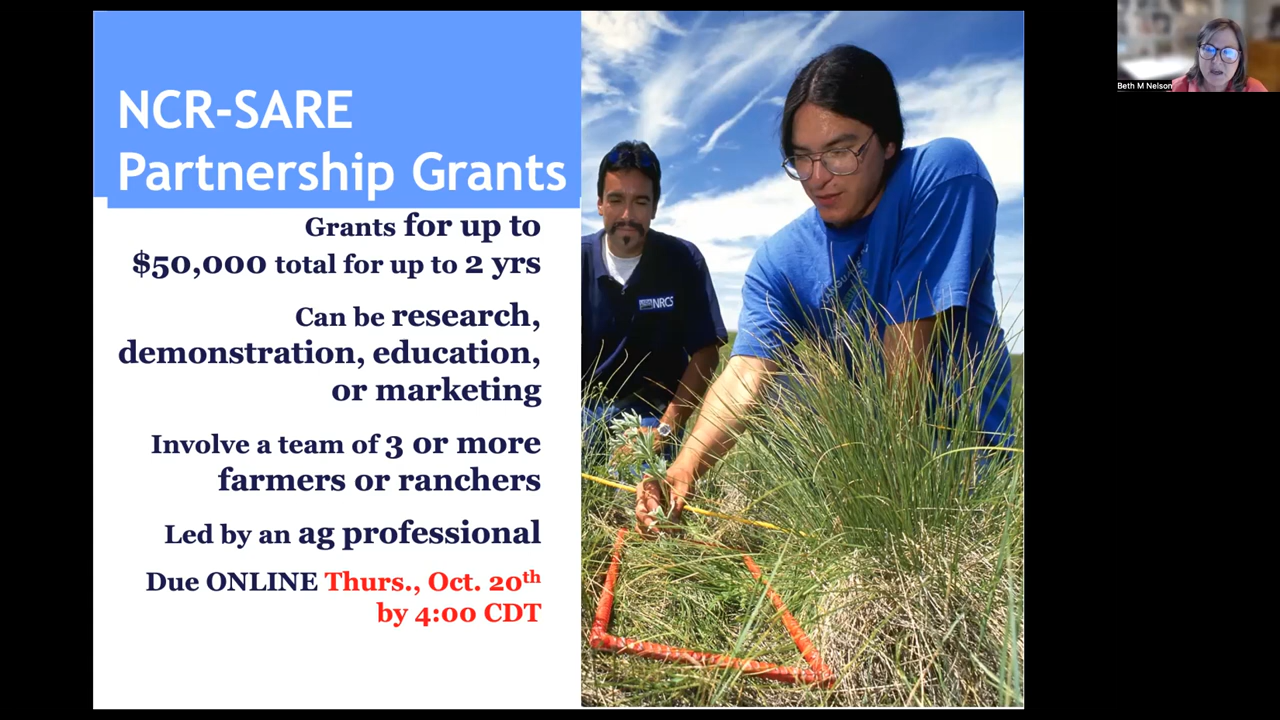 NCR-SARE
Partnership Grants
Grants for up to
$50,000 total for up to 2 yrs
Can be research,
demonstration, education,
or marketing
Involve a team of 3 or more
farmers or ranchers
Led by an ag professional
Due ONLINE Thurs., Oct. 20th
by 4:00 CDT
NRCS
Beth M Nelson